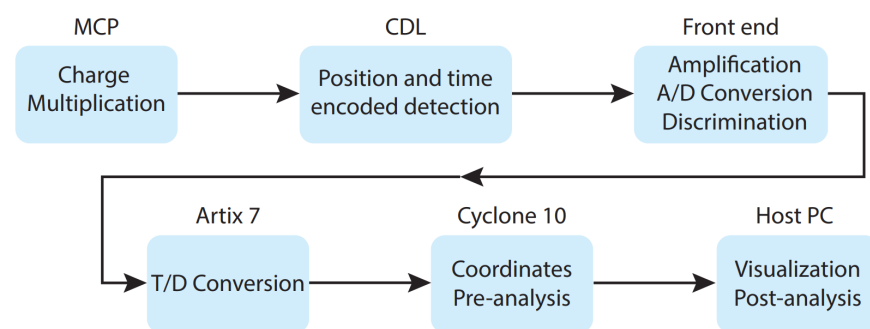 MCP
CDL
Front end
Charge
Multiplication
Position and time
encoded detection
Amplification
A/D Conversion
Discrimination
Artix 7
Cyclone 10
Host PC
T/D Conversion
Coordinates
Pre-analysis
Visualization
Post-analysis